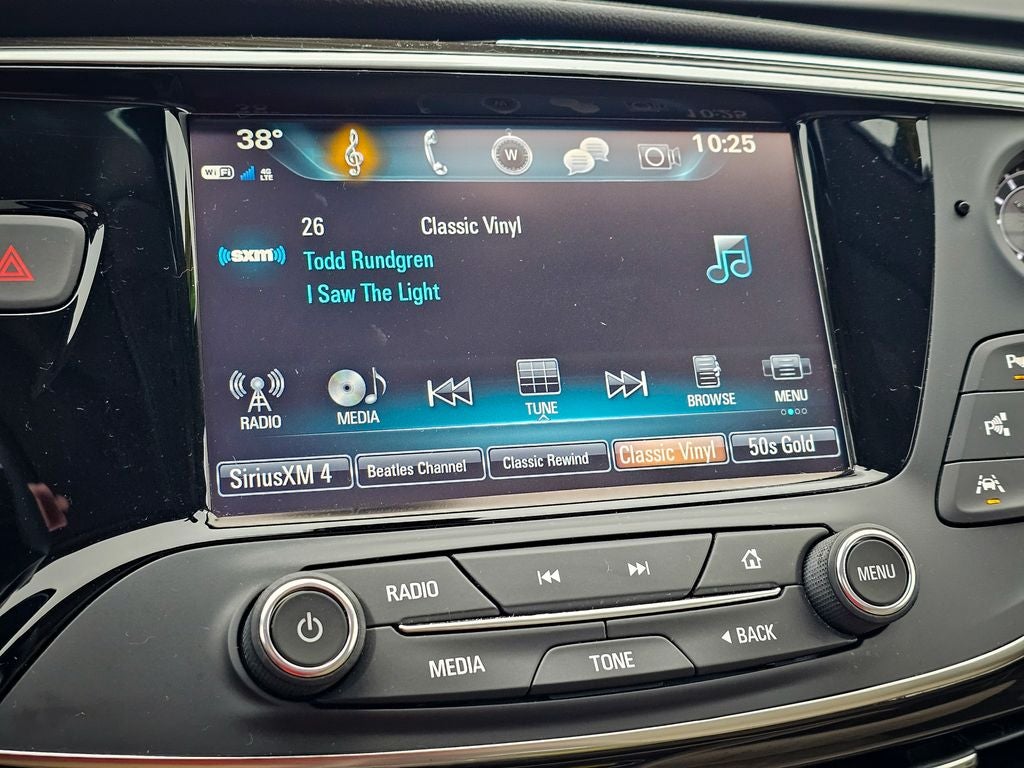 38° 10:25
WiFi 4G LTE
W
26 Classic Vinyl
((sxm))
Todd Rundgren
I Saw The Light
RADIO MEDIA TUNE BROWSE MENU
SiriusXM 4 Beatles Channel Classic Rewind Classic Vinyl 50s Gold
RADIO
MENU
MEDIA TONE BACK